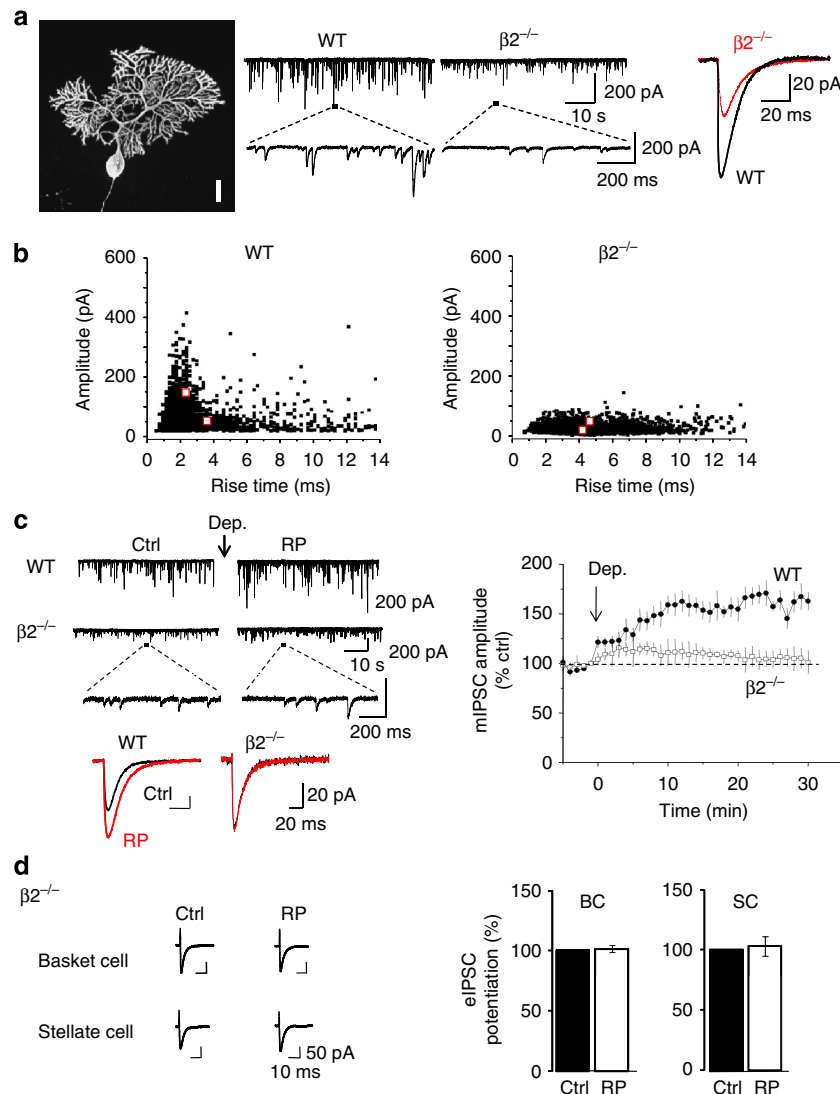 a
WT
β2−/−
200 pA
10 s
200 pA
200 ms
β2−/−
20 pA
20 ms
WT
b
WT
Amplitude (pA)
600
400
200
0
0 2 4 6 8 10 12 14
Rise time (ms)
β2−/−
Amplitude (pA)
600
400
200
0
0 2 4 6 8 10 12 14
Rise time (ms)
c
Dep.
Ctrl
RP
WT
200 pA
β2−/−
10 s
200 pA
200 ms
WT
β2−/−
Ctrl
RP
20 pA
20 ms
mIPSC amplitude
(% ctrl)
200
150
100
50
0
Dep.
WT
β2−/−
0 10 20 30
Time (min)
d
β2−/−
Ctrl
RP
Basket cell
Stellate cell
50 pA
10 ms
eIPSC
potentiation (%)
150
100
50
0
BC
Ctrl RP
150
100
50
0
SC
Ctrl RP